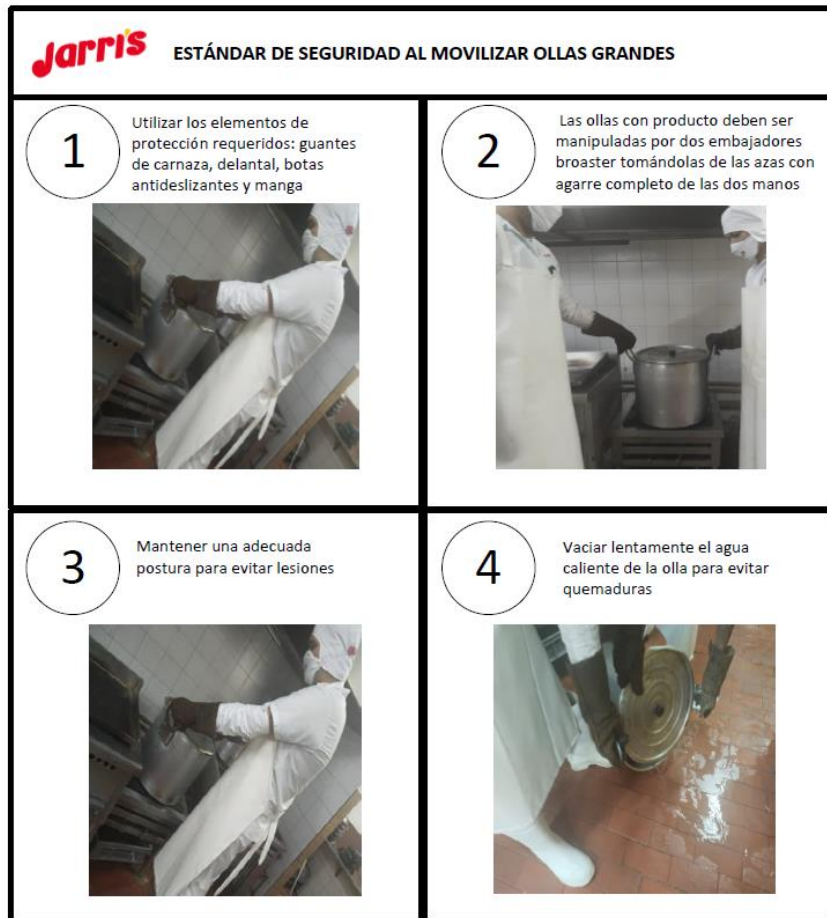 Jarris
ESTÁNDAR DE SEGURIDAD AL MOVILIZAR OLLAS GRANDES
1
Utilizar los elementos de
protección requeridos: guantes
de carnaza, delantal, botas
antideslizantes y manga
2
Las ollas con producto deben ser
manipuladas por dos embajadores
broaster tomándolas de las azas con
agarre completo de las dos manos
3
Mantener una adecuada
postura para evitar lesiones
4
Vaciar lentamente el agua
caliente de la olla para evitar
quemaduras